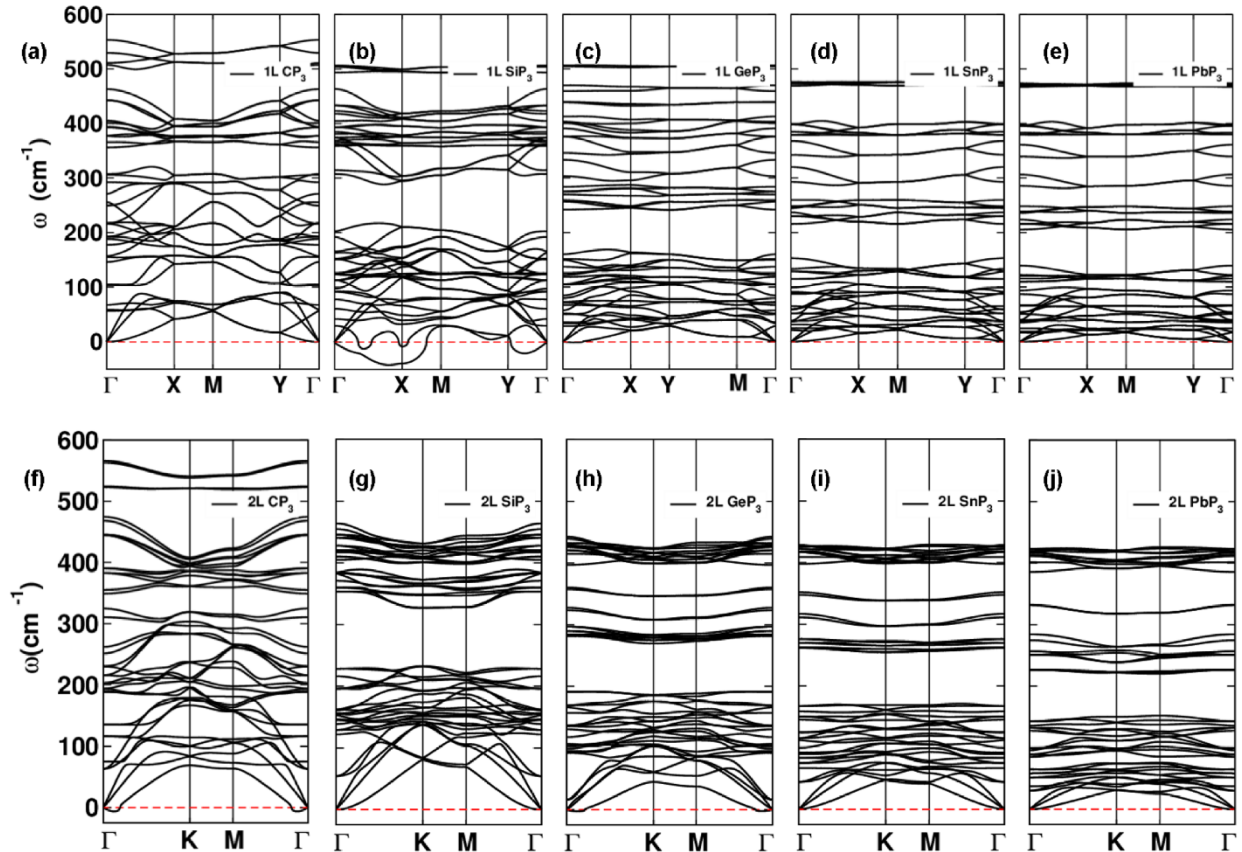 (a) (b) (c) (d) (e)
1L CP₃ 1L SiP₃ 1L GeP₃ 1L SnP₃ 1L PbP₃
600
500
400
300
200
100
0
ω (cm⁻¹)
Γ X M Y Γ Γ X M Y Γ Γ X Y M Γ Γ X M Y Γ Γ X M Y Γ
(f) (g) (h) (i) (j)
2L CP₃ 2L SiP₃ 2L GeP₃ 2L SnP₃ 2L PbP₃
600
500
400
300
200
100
0
ω(cm⁻¹)
Γ K M Γ Γ K M Γ Γ K M Γ Γ K M Γ Γ K M Γ